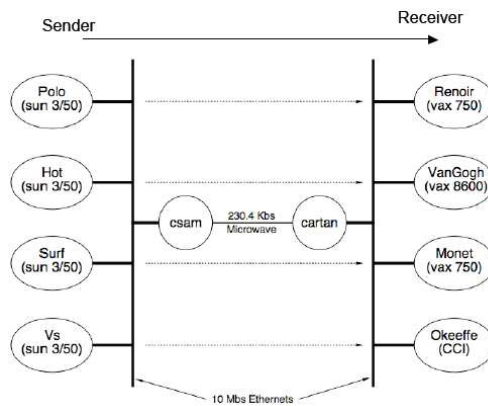 Sender
Receiver
Polo
(sun 3/50)
Renoir
(vax 750)
Hot
(sun 3/50)
VanGogh
(vax 8600)
csam
230.4 Kbs
Microwave
cartan
Surf
(sun 3/50)
Monet
(vax 750)
Vs
(sun 3/50)
Okeeffe
(CCI)
10 Mbs Ethernets